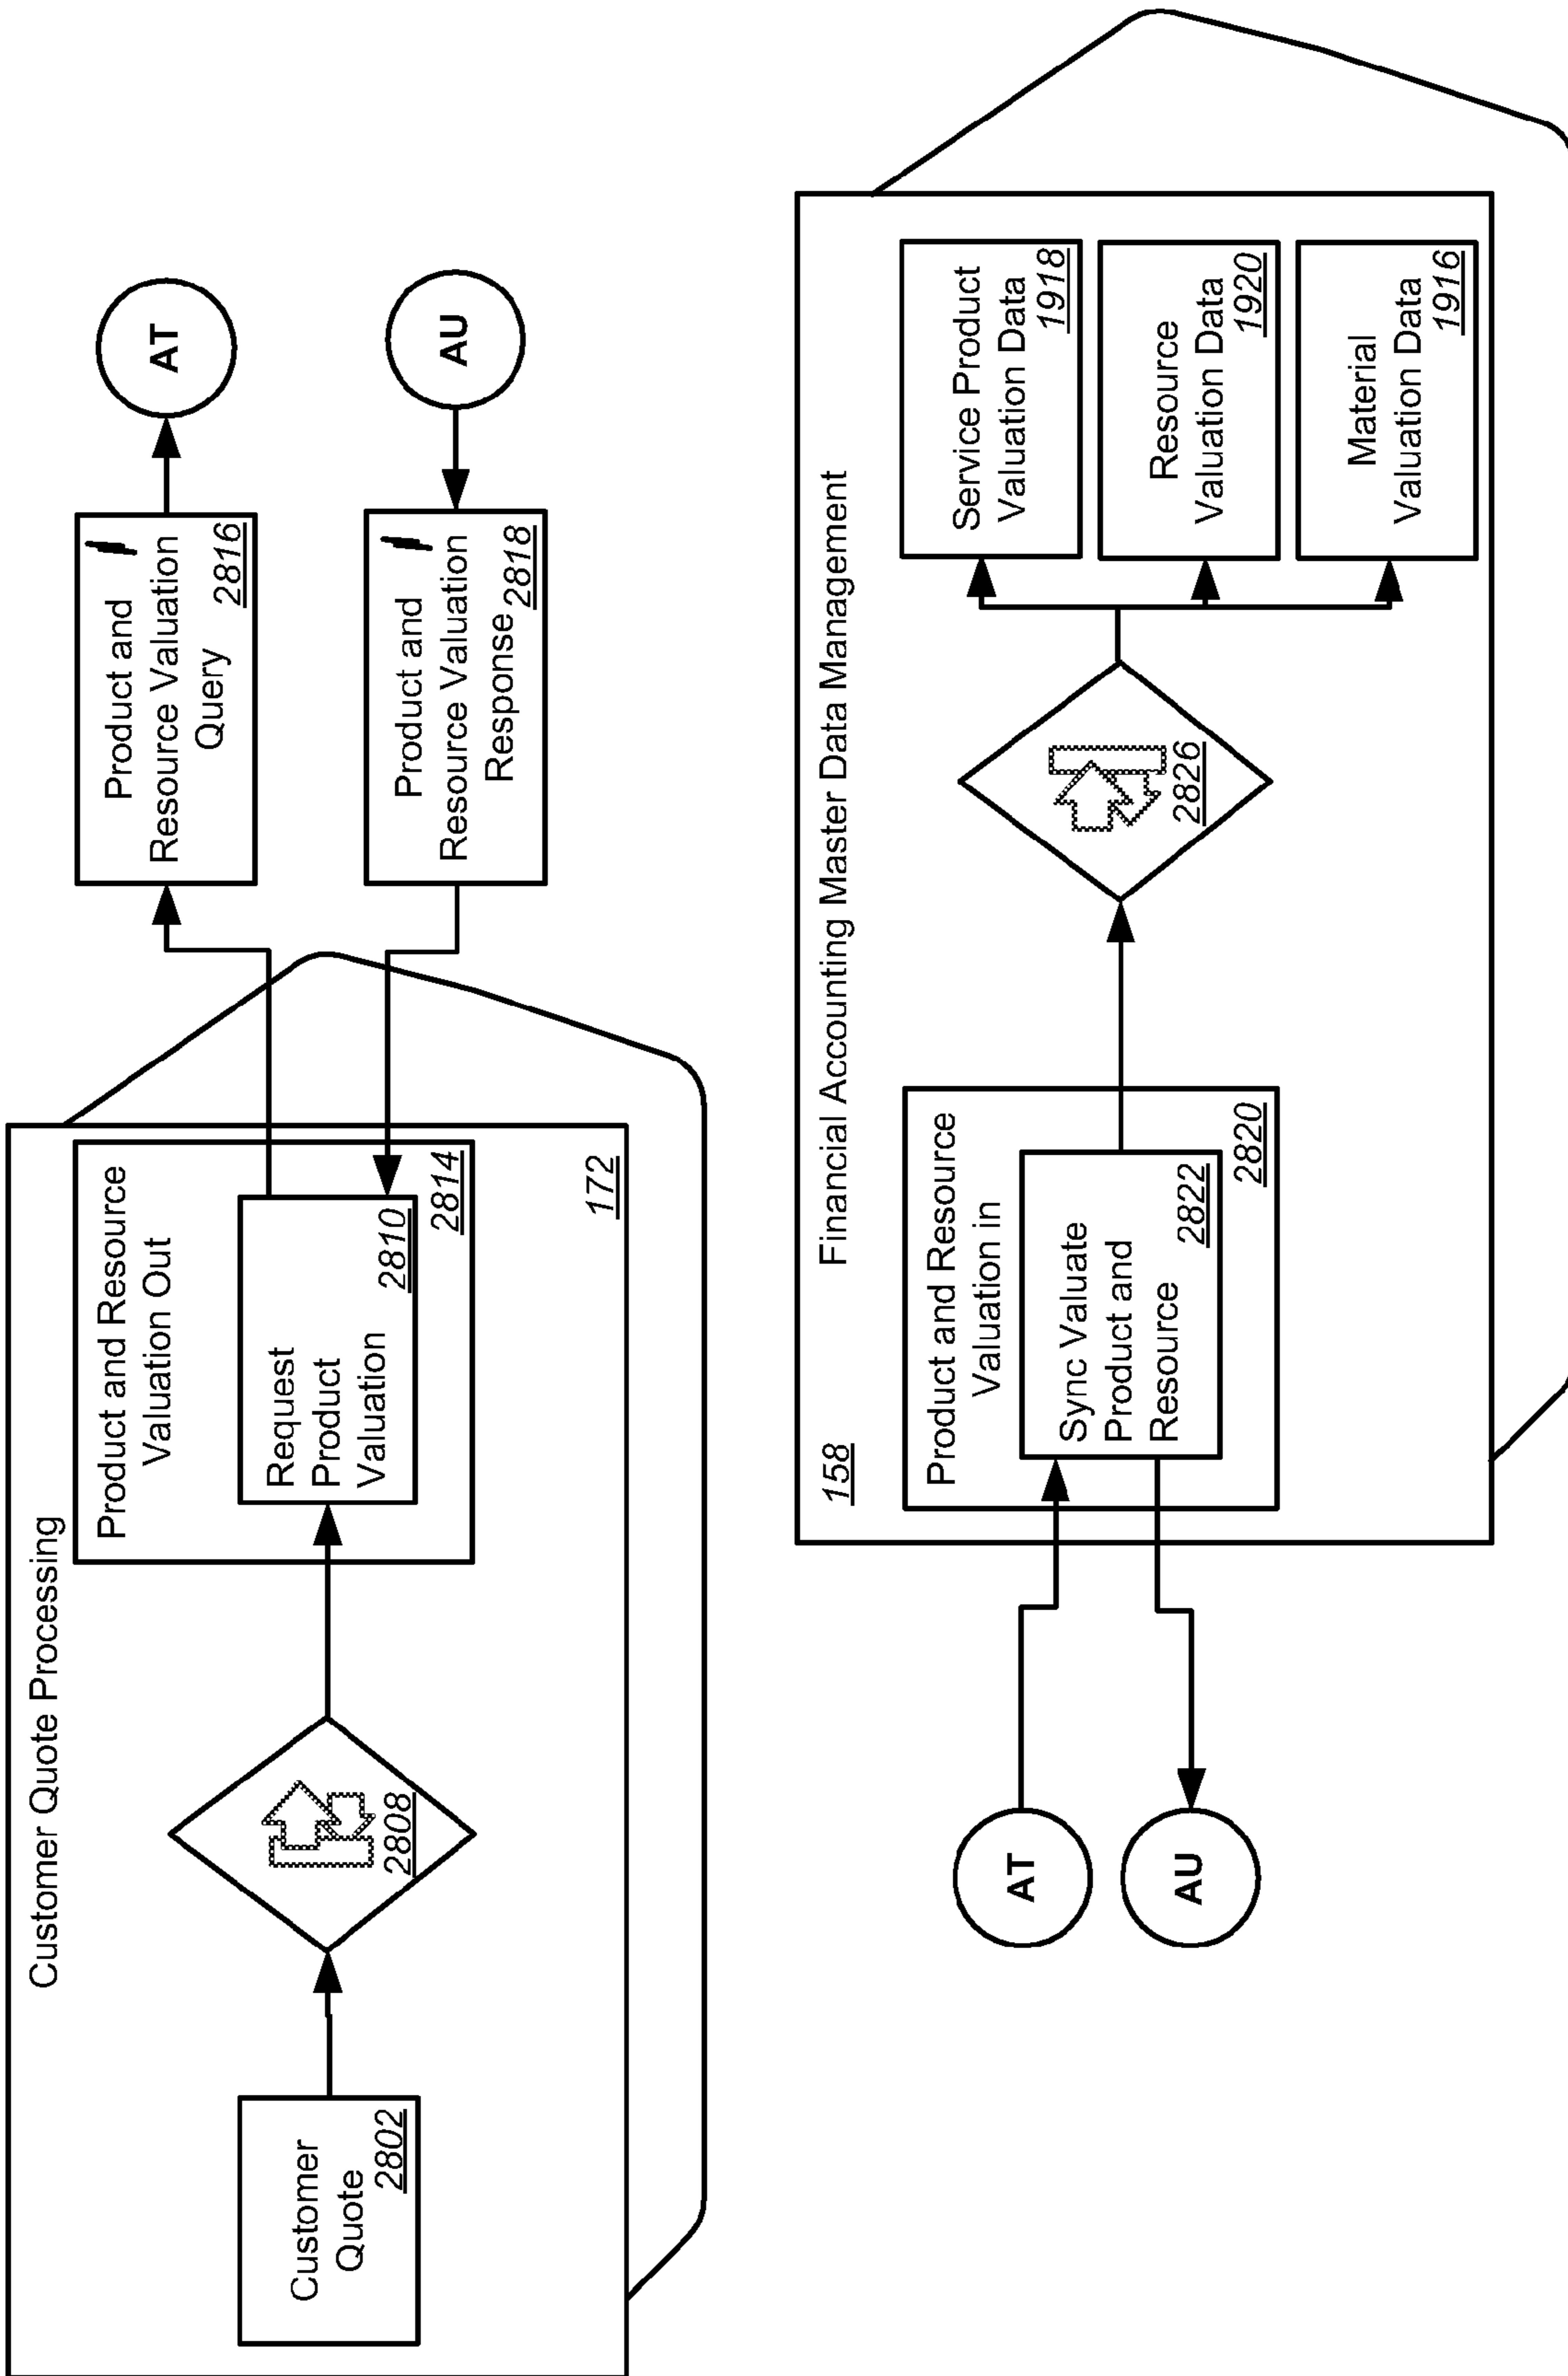 Customer Quote Processing
Customer
Quote
2802
2808
Product and Resource
Valuation Out
Request
Product
Valuation
2810
2814
172
Product and
Resource Valuation
Query
2816
AT
Product and
Resource Valuation
Response
2818
AU
AT
AU
158
Financial Accounting Master Data Management
Product and Resource
Valuation in
Sync Valuate
Product and
Resource
2822
2820
2826
Service Product
Valuation Data
1918
Resource
Valuation Data
1920
Material
Valuation Data
1916